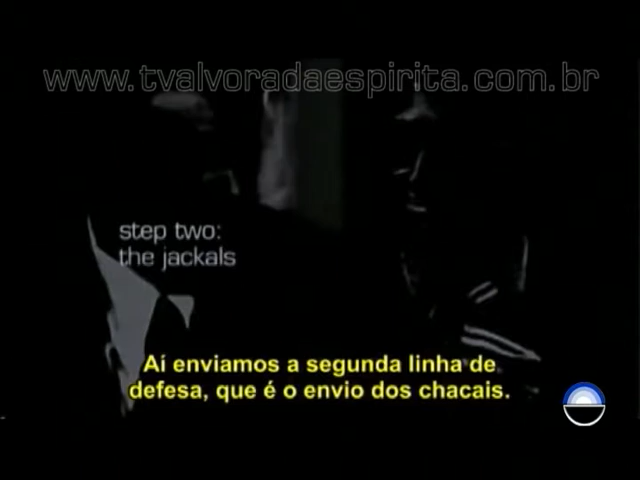 www.tvalvoradaespirita.com.br
step two:
the jackals
Aí enviamos a segunda linha de
defesa, que é o envio dos chacais.